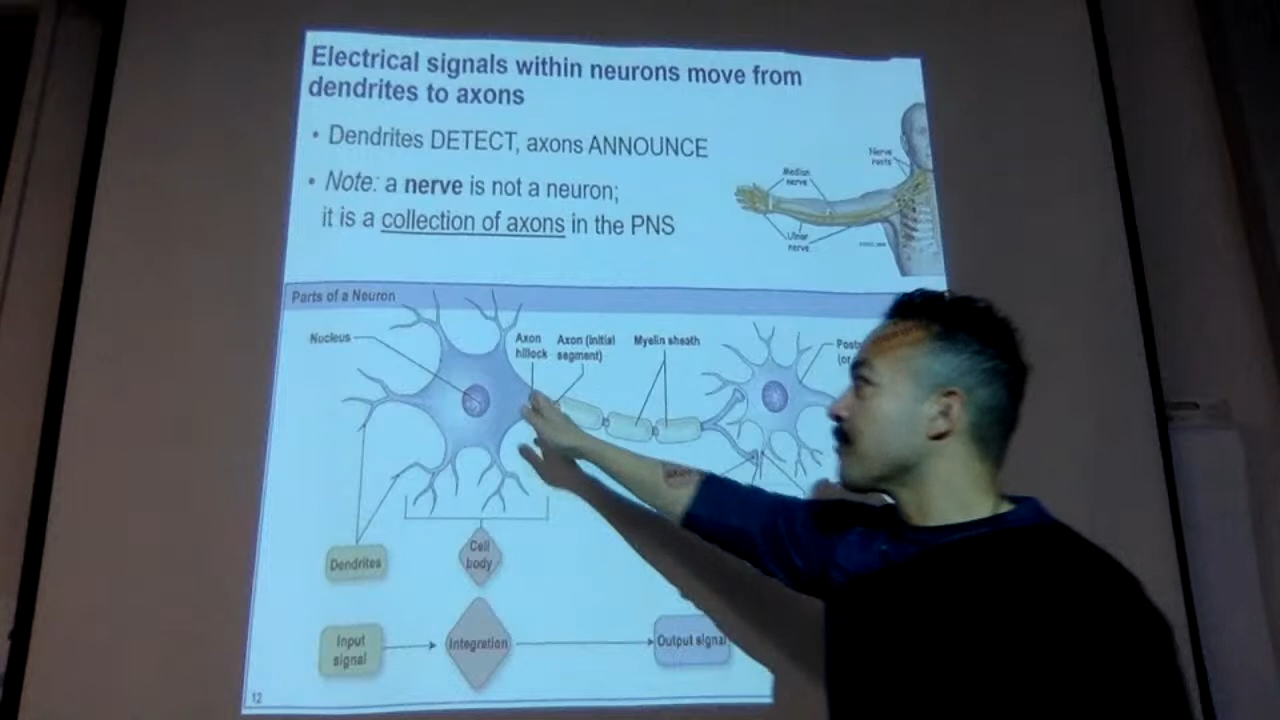 Electrical signals within neurons move from
dendrites to axons
• Dendrites DETECT, axons ANNOUNCE
• Note: a nerve is not a neuron;
it is a collection of axons in the PNS
Nerve
roots
Median
nerve
Ulnar
nerve
Parts of a Neuron
Nucleus
Axon
hillock
Axon (initial
segment)
Myelin sheath
(or
Dendrites
Cell
body
Input
signal
Integration
Output signal
12